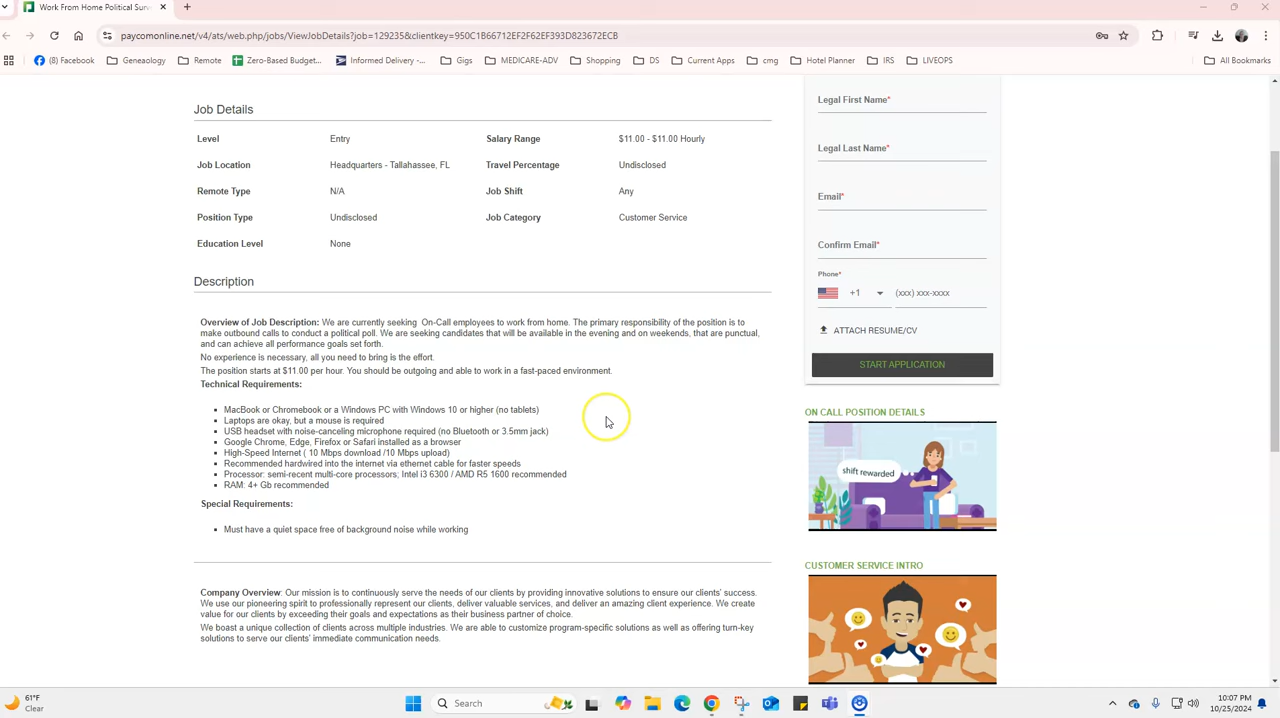 Work From Home Political Surv
paycomonline.net/v4/ats/web.php/jobs/ViewJobDetails?job=129235&clientkey=950C1B66712EF2F62EF393D823672ECB
(8) Facebook Geneaology Remote Zero-Based Budget... Informed Delivery -... Gigs MEDICARE-ADV Shopping DS Current Apps cmg Hotel Planner IRS LIVEOPS All Bookmarks
Job Details
Level Entry Salary Range $11.00 - $11.00 Hourly
Job Location Headquarters - Tallahassee, FL Travel Percentage Undisclosed
Remote Type N/A Job Shift Any
Position Type Undisclosed Job Category Customer Service
Education Level None
Description
Overview of Job Description: We are currently seeking On-Call employees to work from home. The primary responsibility of the position is to
make outbound calls to conduct a political poll. We are seeking candidates that will be available in the evening and on weekends, that are punctual,
and can achieve all performance goals set forth.
No experience is necessary, all you need to bring is the effort.
The position starts at $11.00 per hour. You should be outgoing and able to work in a fast-paced environment.
Technical Requirements:
MacBook or Chromebook or a Windows PC with Windows 10 or higher (no tablets)
Laptops are okay, but a mouse is required
USB headset with noise-canceling microphone required (no Bluetooth or 3.5mm jack)
Google Chrome, Edge, Firefox or Safari installed as a browser
High-Speed Internet ( 10 Mbps download /10 Mbps upload)
Recommended hardwired into the internet via ethernet cable for faster speeds
Processor: semi-recent multi-core processors; Intel i3 6300 / AMD R5 1600 recommended
RAM: 4+ Gb recommended
Special Requirements:
Must have a quiet space free of background noise while working
Company Overview: Our mission is to continuously serve the needs of our clients by providing innovative solutions to ensure our clients' success.
We use our pioneering spirit to professionally represent our clients, deliver valuable services, and deliver an amazing client experience. We create
value for our clients by exceeding their goals and expectations as their business partner of choice.
We boast a unique collection of clients across multiple industries. We are able to customize program-specific solutions as well as offering turn-key
solutions to serve our clients' immediate communication needs.
Legal First Name*
Legal Last Name*
Email*
Confirm Email*
Phone*
+1 (xxx) xxx-xxxx
ATTACH RESUME/CV
START APPLICATION
ON CALL POSITION DETAILS
shift rewarded
CUSTOMER SERVICE INTRO
61°F
Clear
Search
10:07 PM
10/25/2024